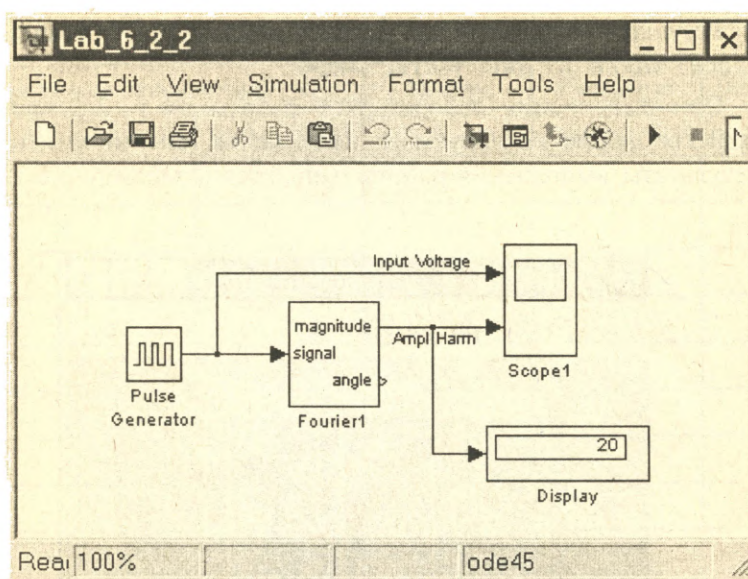 Lab_6_2_2
File Edit View Simulation Format Tools Help
Input Voltage
magnitude
signal
Ampl Harm
angle
Scope1
Pulse
Generator
Fourier1
20
Display
100% ode45